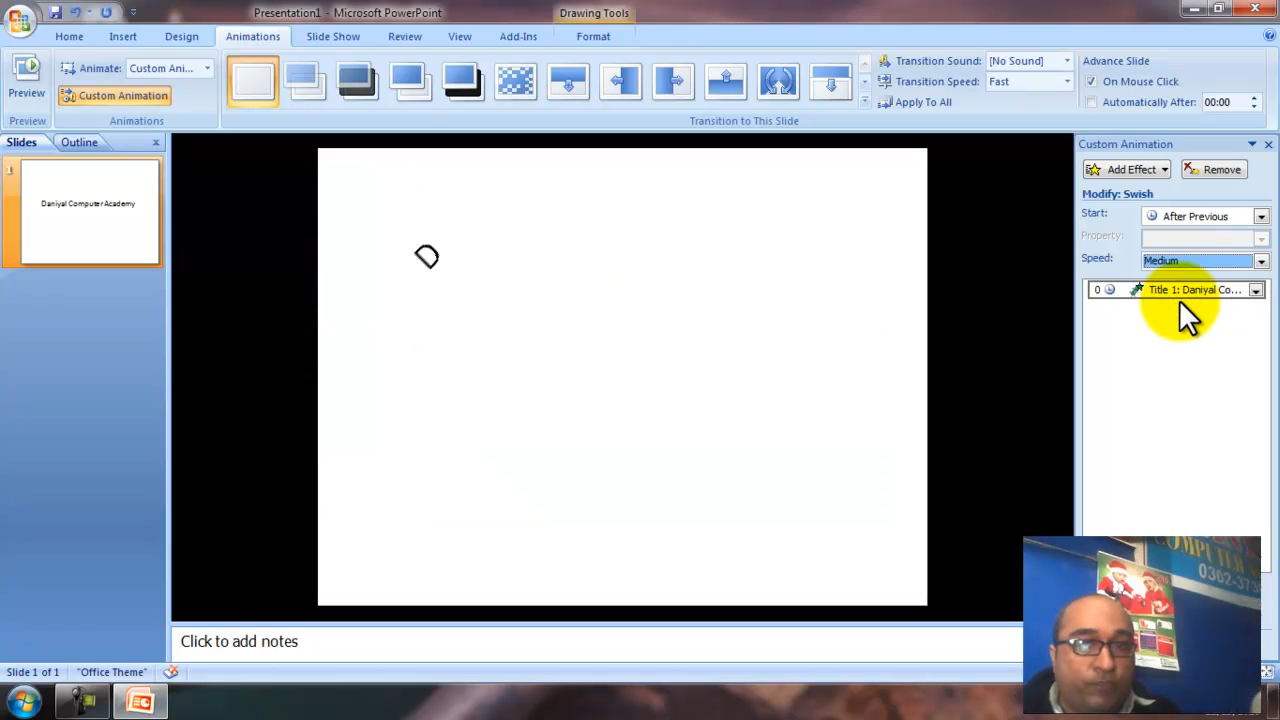 Presentation1 - Microsoft PowerPoint
Drawing Tools
Home
Insert
Design
Animations
Slide Show
Review
View
Add-Ins
Format
Preview
Animate:
Custom Ani...
Custom Animation
Transition Sound:
[No Sound]
Transition Speed:
Fast
Apply To All
Advance Slide
On Mouse Click
Automatically After:
00:00
Preview
Animations
Transition to This Slide
Slides
Outline
1
Daniyal Computer Academy
D
Custom Animation
Add Effect
Remove
Modify: Swish
Start:
After Previous
Property:
Speed:
Medium
0
Title 1: Daniyal Co...
COMPUTER
Click to add notes
Slide 1 of 1
"Office Theme"